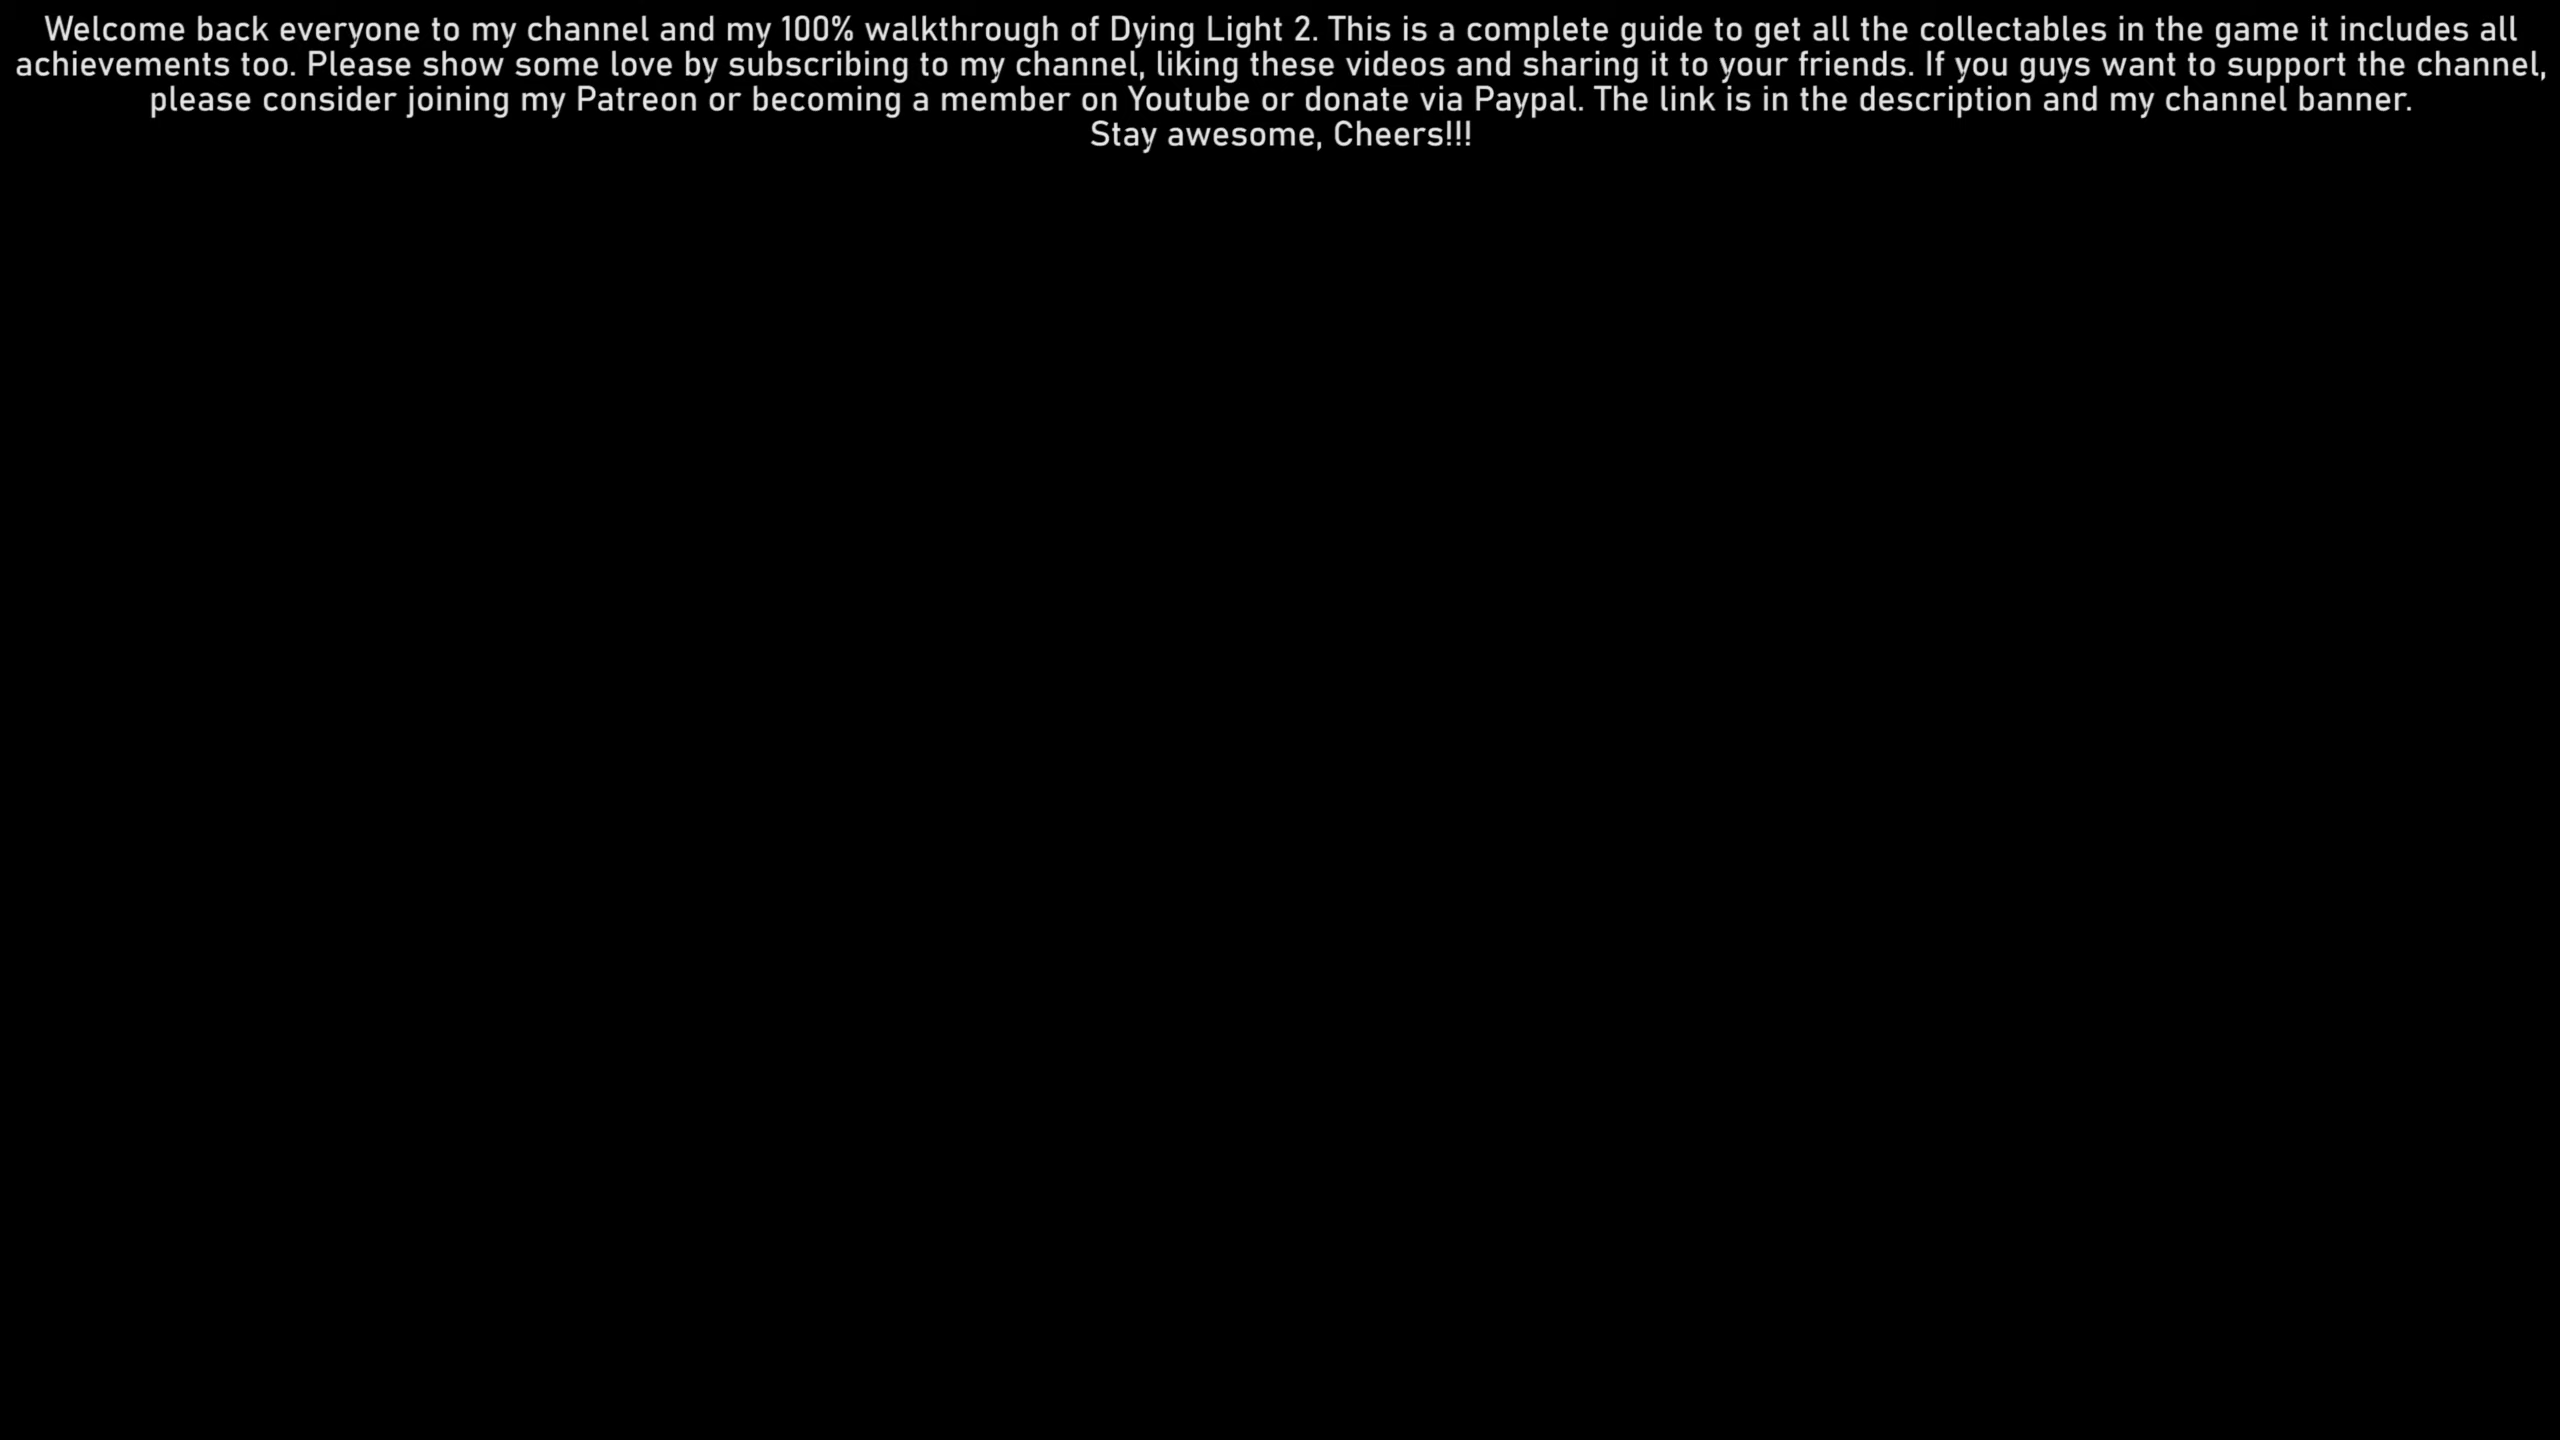 Welcome back everyone to my channel and my 100% walkthrough of Dying Light 2. This is a complete guide to get all the collectables in the game it includes all
achievements too. Please show some love by subscribing to my channel, liking these videos and sharing it to your friends. If you guys want to support the channel,
please consider joining my Patreon or becoming a member on Youtube or donate via Paypal. The link is in the description and my channel banner.
Stay awesome, Cheers!!!